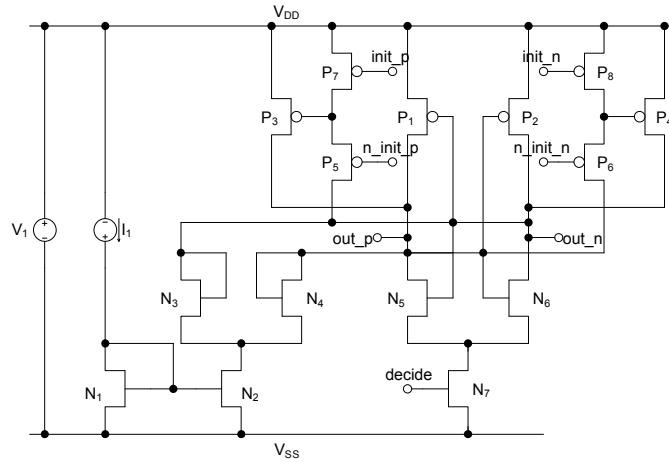 VDD
init_p
init_n
P7
P8
P3
P1
P2
P4
n_init_p
n_init_n
P5
P6
V1
I1
out_p
out_n
N3
N4
N5
N6
decide
N1
N2
N7
VSS